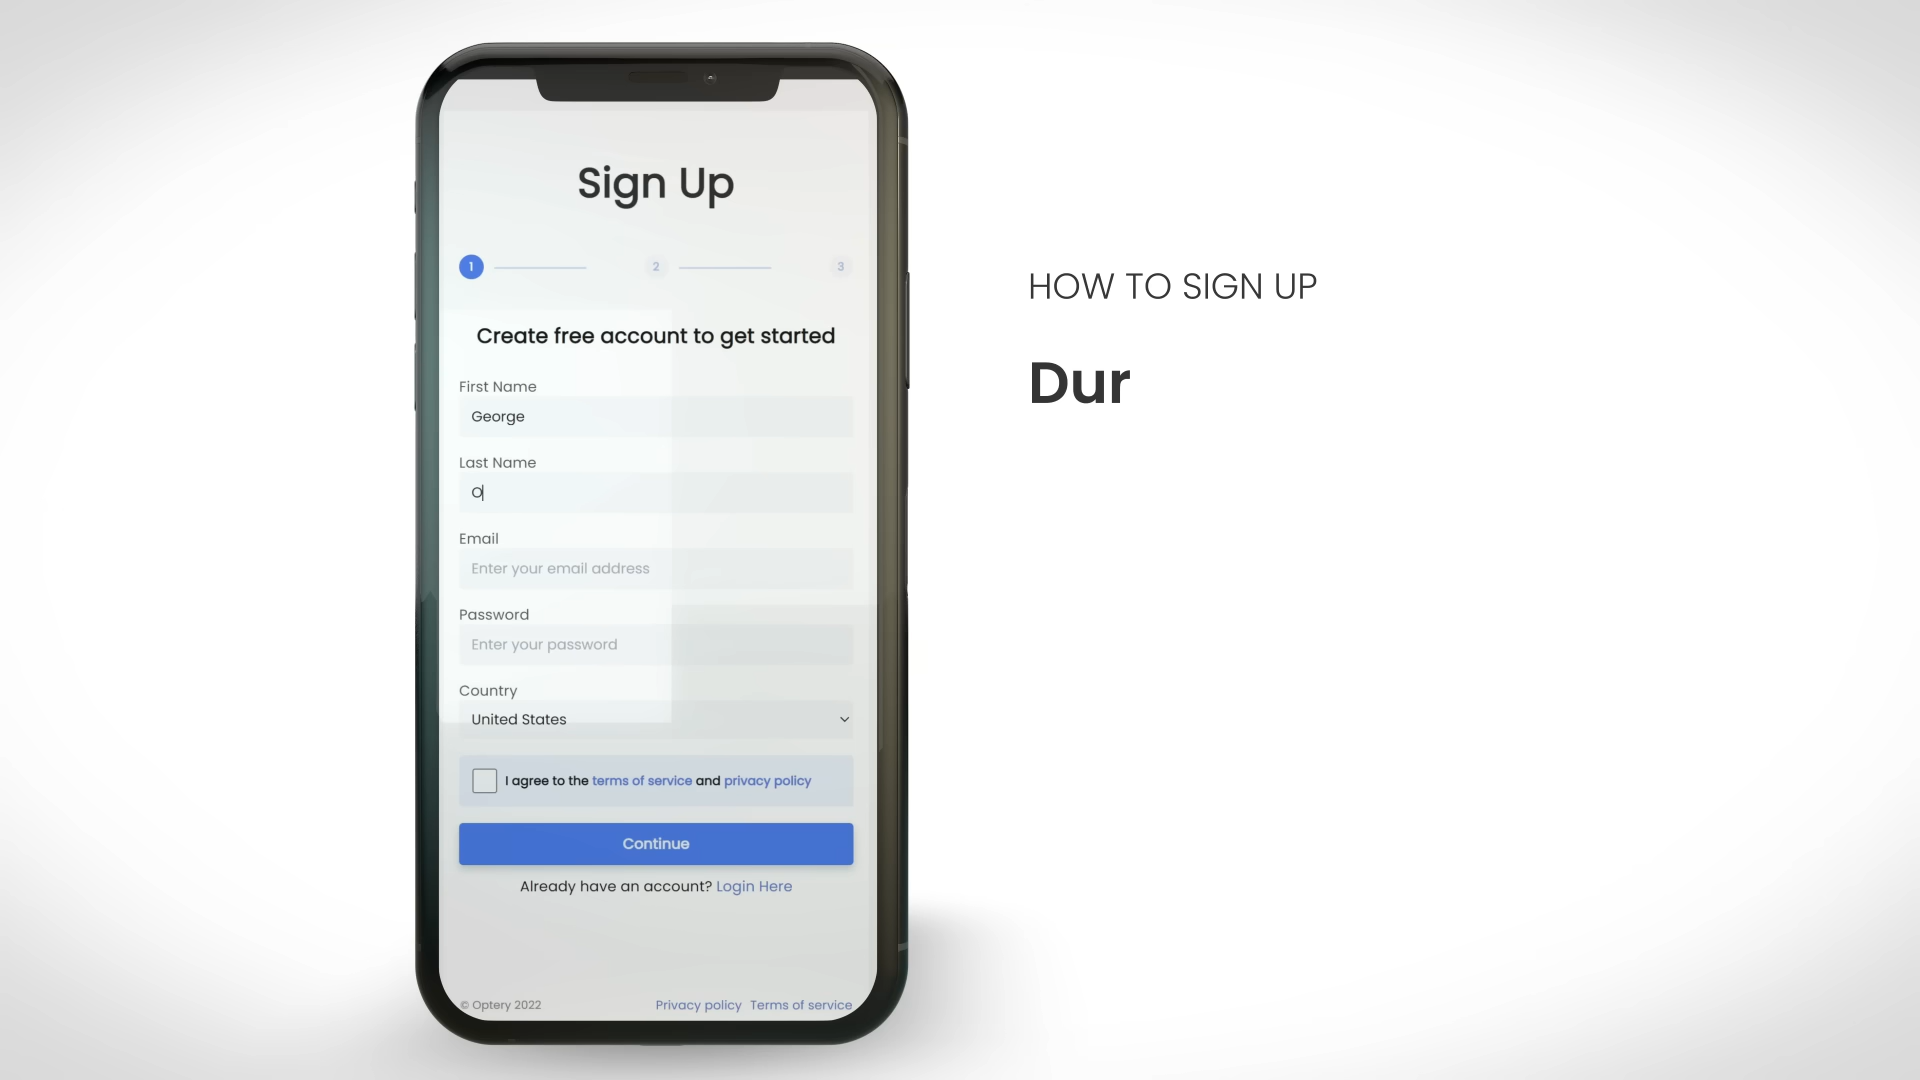 Sign Up
1 2 3
Create free account to get started
First Name
George
Last Name
O
Email
Enter your email address
Password
Enter your password
Country
United States
I agree to the terms of service and privacy policy
Continue
Already have an account? Login Here
© Optery 2022 Privacy policy Terms of service
HOW TO SIGN UP
Dur